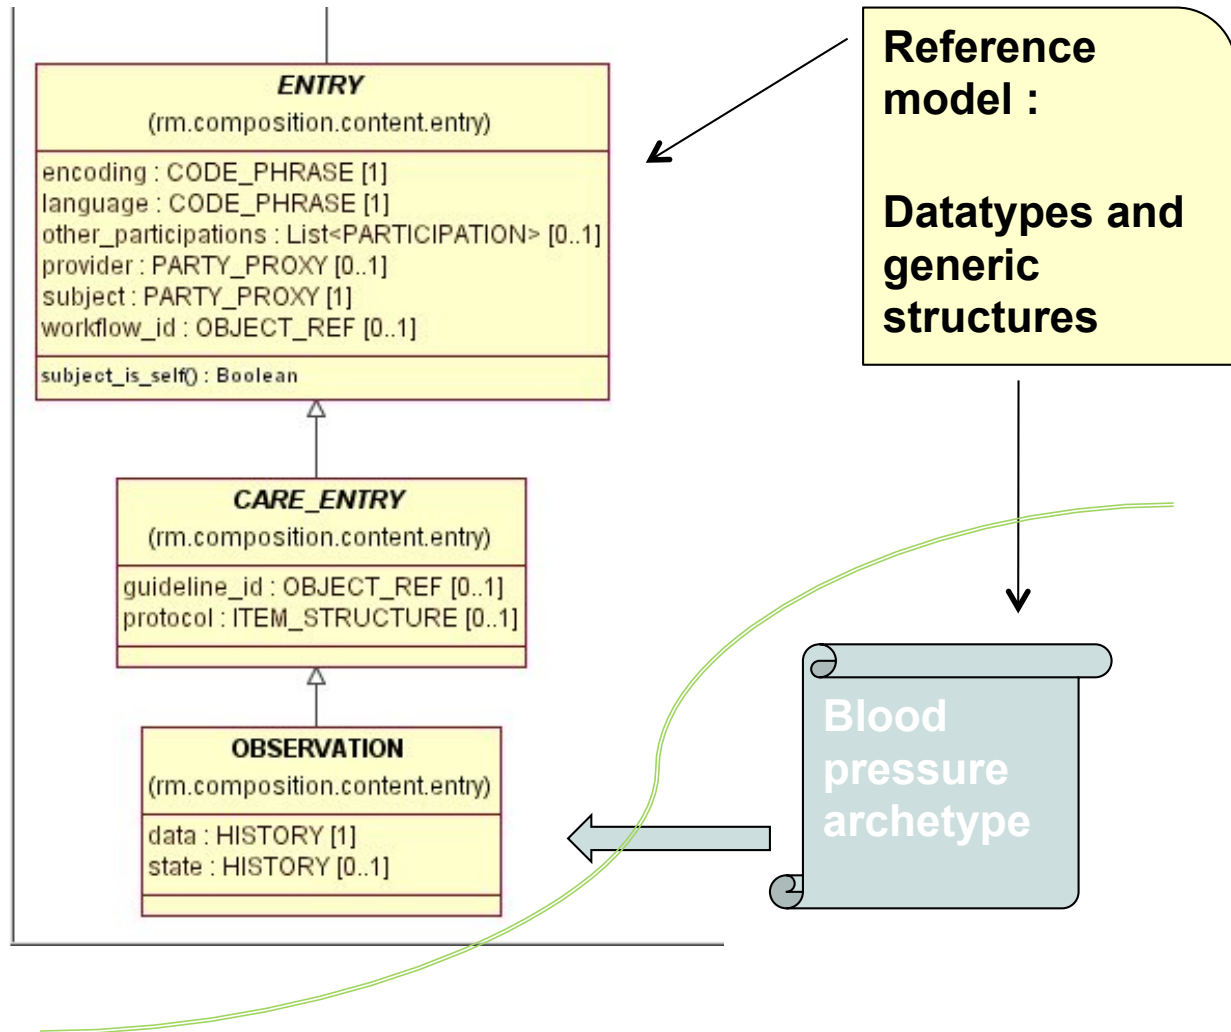 ENTRY
(rm.composition.content.entry)
encoding : CODE_PHRASE [1]
language : CODE_PHRASE [1]
other_participations : List<PARTICIPATION> [0..1]
provider : PARTY_PROXY [0..1]
subject : PARTY_PROXY [1]
workflow_id : OBJECT_REF [0..1]
subject_is_self() : Boolean
CARE_ENTRY
(rm.composition.content.entry)
guideline_id : OBJECT_REF [0..1]
protocol : ITEM_STRUCTURE [0..1]
OBSERVATION
(rm.composition.content.entry)
data : HISTORY [1]
state : HISTORY [0..1]
Reference
model :
Datatypes and
generic
structures
Blood
pressure
archetype